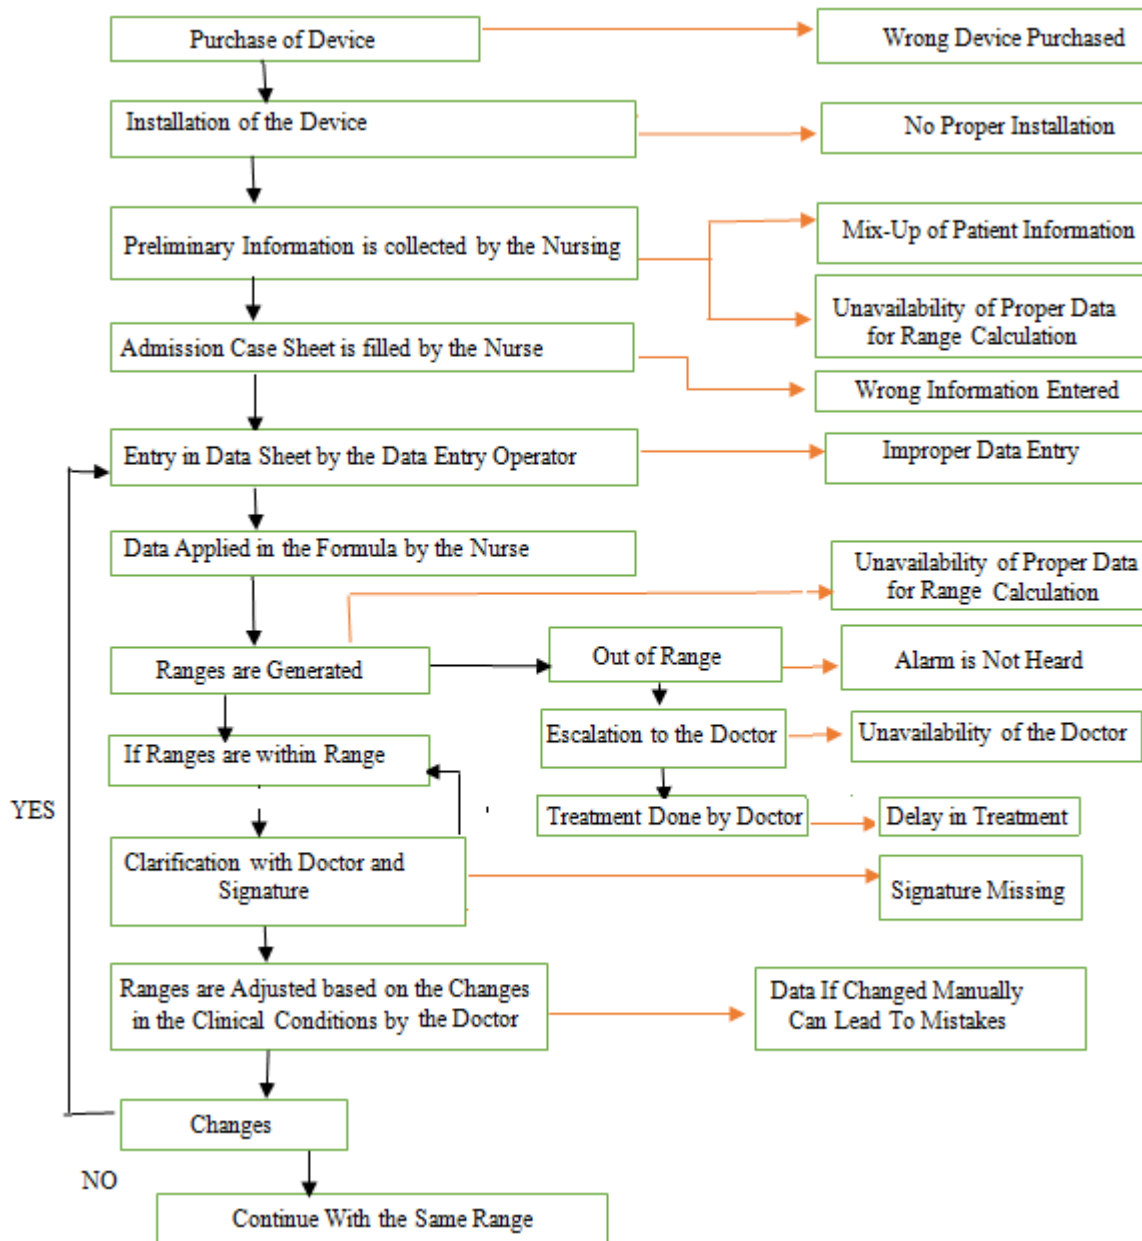 Purchase of Device
Wrong Device Purchased
Installation of the Device
No Proper Installation
Preliminary Information is collected by the Nursing
Mix-Up of Patient Information
Unavailability of Proper Data
for Range Calculation
Admission Case Sheet is filled by the Nurse
Wrong Information Entered
Entry in Data Sheet by the Data Entry Operator
Improper Data Entry
Data Applied in the Formula by the Nurse
Unavailability of Proper Data
for Range Calculation
Ranges are Generated
Out of Range
Alarm is Not Heard
If Ranges are within Range
Escalation to the Doctor
Unavailability of the Doctor
YES
Treatment Done by Doctor
Delay in Treatment
Clarification with Doctor and
Signature
Signature Missing
Ranges are Adjusted based on the Changes
in the Clinical Conditions by the Doctor
Data If Changed Manually
Can Lead To Mistakes
Changes
NO
Continue With the Same Range